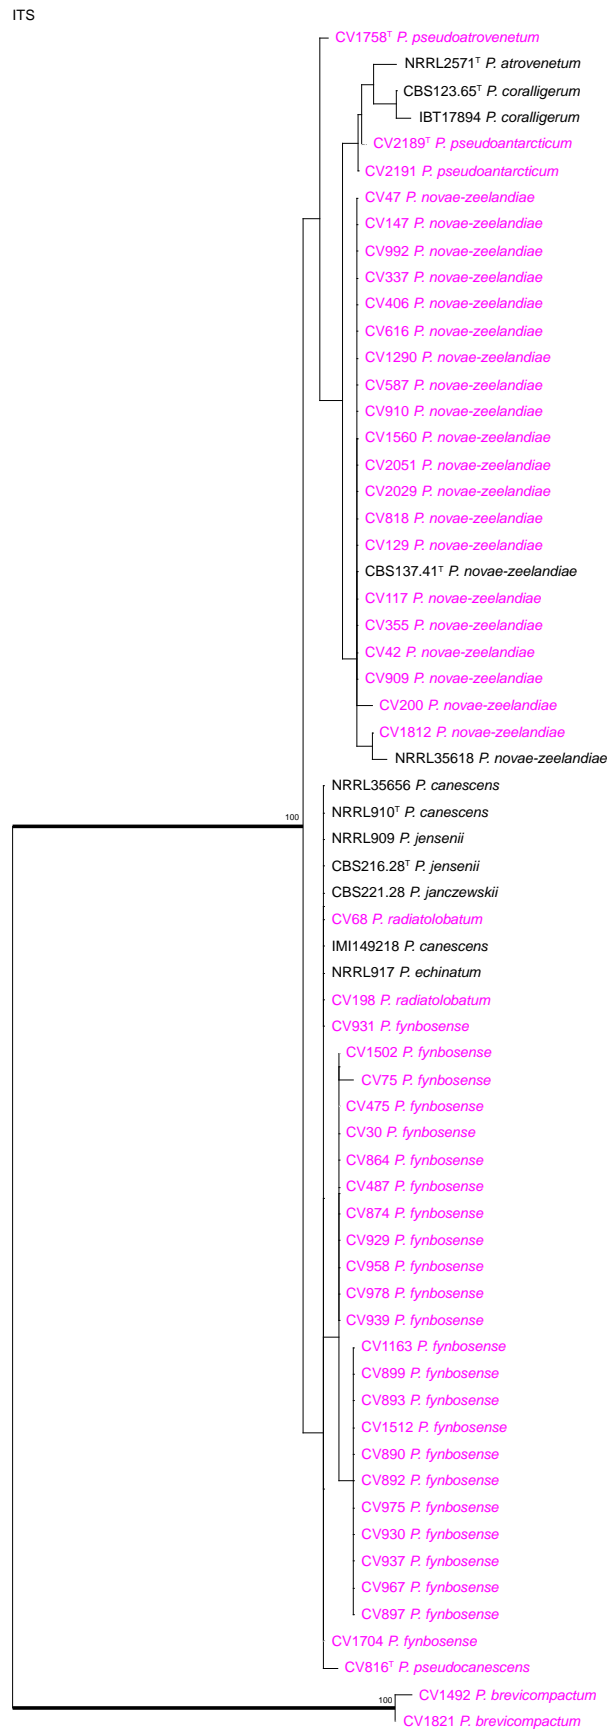 ITS
CV1758ᵀ P. pseudoatrovenetum
NRRL2571ᵀ P. atrovenetum
CBS123.65ᵀ P. coralligerum
IBT17894 P. coralligerum
CV2189ᵀ P. pseudoantarcticum
CV2191 P. pseudoantarcticum
CV47 P. novae-zeelandiae
CV147 P. novae-zeelandiae
CV992 P. novae-zeelandiae
CV337 P. novae-zeelandiae
CV406 P. novae-zeelandiae
CV616 P. novae-zeelandiae
CV1290 P. novae-zeelandiae
CV587 P. novae-zeelandiae
CV910 P. novae-zeelandiae
CV1560 P. novae-zeelandiae
CV2051 P. novae-zeelandiae
CV2029 P. novae-zeelandiae
CV818 P. novae-zeelandiae
CV129 P. novae-zeelandiae
CBS137.41ᵀ P. novae-zeelandiae
CV117 P. novae-zeelandiae
CV355 P. novae-zeelandiae
CV42 P. novae-zeelandiae
CV909 P. novae-zeelandiae
CV200 P. novae-zeelandiae
CV1812 P. novae-zeelandiae
NRRL35618 P. novae-zeelandiae
NRRL35656 P. canescens
NRRL910ᵀ P. canescens
100
NRRL909 P. jensenii
CBS216.28ᵀ P. jensenii
CBS221.28 P. janczewskii
CV68 P. radiatolobatum
IMI149218 P. canescens
NRRL917 P. echinatum
CV198 P. radiatolobatum
CV931 P. fynbosense
CV1502 P. fynbosense
CV75 P. fynbosense
CV475 P. fynbosense
CV30 P. fynbosense
CV864 P. fynbosense
CV487 P. fynbosense
CV874 P. fynbosense
CV929 P. fynbosense
CV958 P. fynbosense
CV978 P. fynbosense
CV939 P. fynbosense
CV1163 P. fynbosense
CV899 P. fynbosense
CV893 P. fynbosense
CV1512 P. fynbosense
CV890 P. fynbosense
CV892 P. fynbosense
CV975 P. fynbosense
CV930 P. fynbosense
CV937 P. fynbosense
CV967 P. fynbosense
CV897 P. fynbosense
CV1704 P. fynbosense
CV816ᵀ P. pseudocanescens
CV1492 P. brevicompactum
100
CV1821 P. brevicompactum